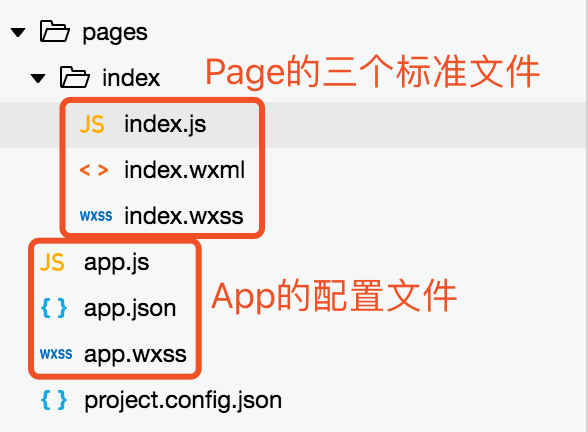 pages
index
Page的三个标准文件
JS index.js
< > index.wxml
wxss index.wxss
JS app.js
App的配置文件
{ } app.json
wxss app.wxss
{ } project.config.json